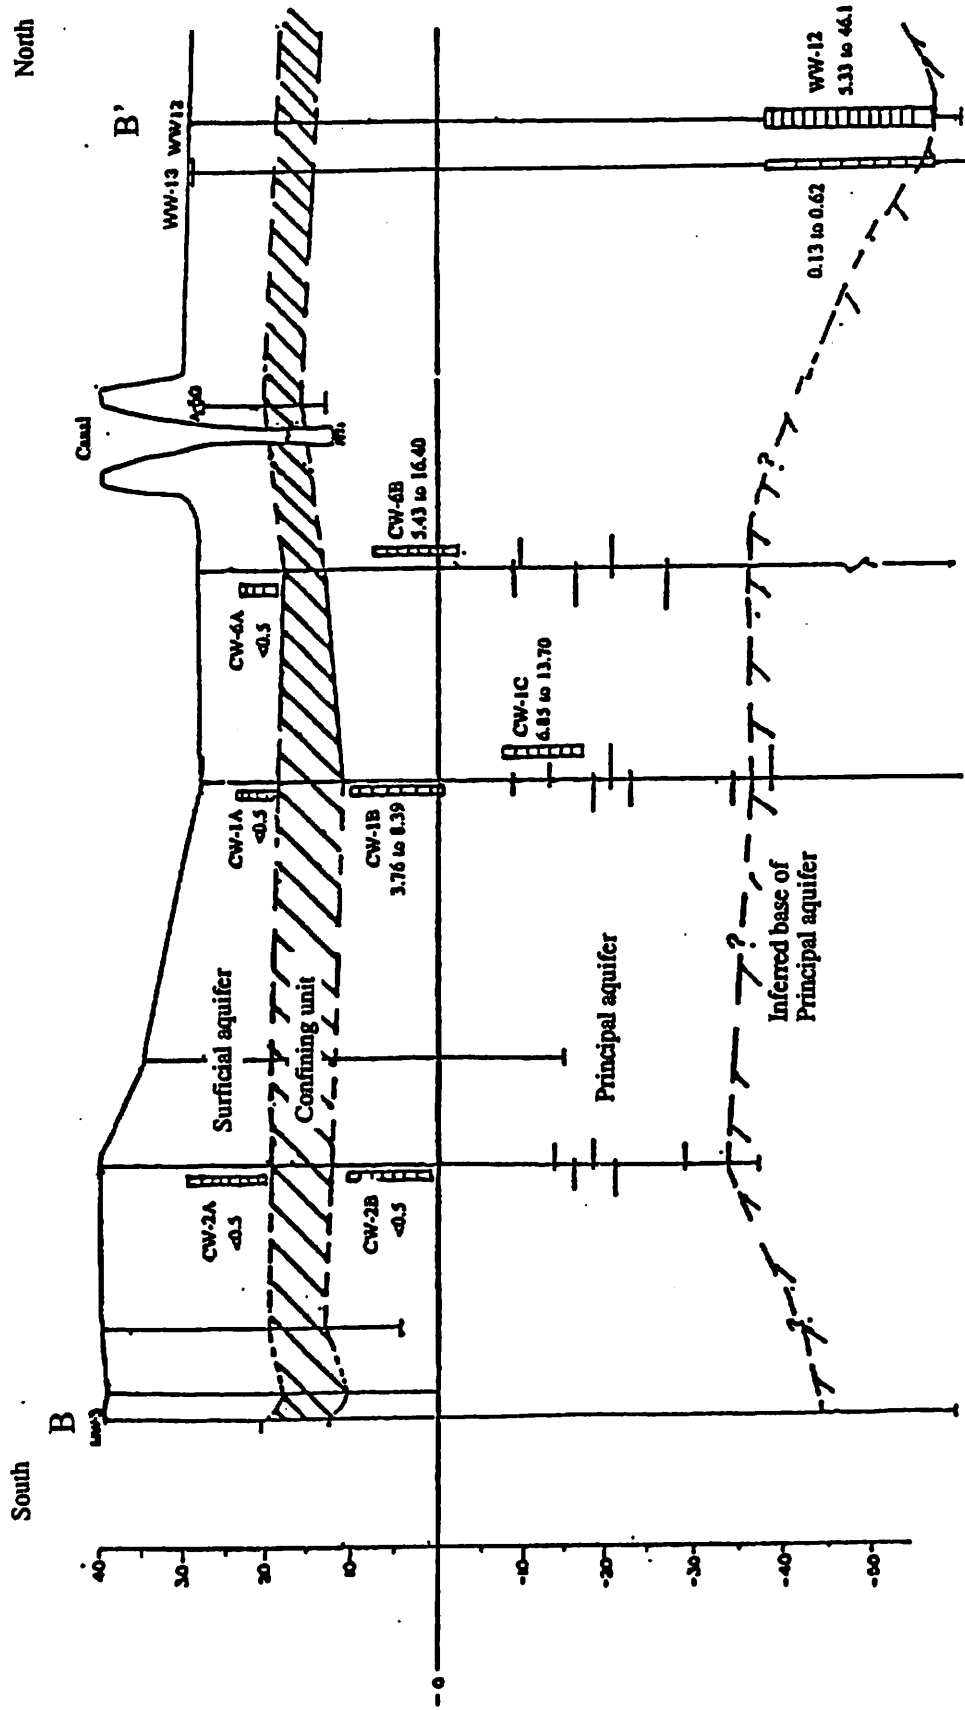 South
North
B
B'
WW-13
WW12
Canal
CW-2A
<0.5
Surficial aquifer
CW-1A
<0.5
CW-6A
<0.5
Confining unit
CW-2B
<0.5
CW-1B
3.76 to 8.39
CW-6B
5.43 to 16.40
CW-1C
6.85 to 13.70
Principal aquifer
0.13 to 0.62
WW-12
5.33 to 46.1
?
?
?
Inferred base of
Principal aquifer
40
30
20
10
0
-10
-20
-30
-40
-50